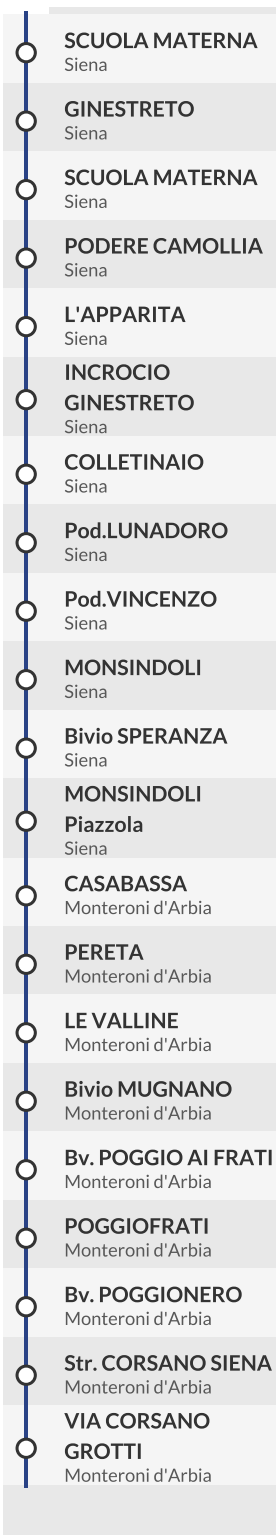 SCUOLA MATERNA
Siena
GINESTRETO
Siena
SCUOLA MATERNA
Siena
PODERE CAMOLLIA
Siena
L'APPARITA
Siena
INCROCIO
GINESTRETO
Siena
COLLETINAIO
Siena
Pod.LUNADORO
Siena
Pod.VINCENZO
Siena
MONSINDOLI
Siena
Bivio SPERANZA
Siena
MONSINDOLI
Piazzola
Siena
CASABASSA
Monteroni d'Arbia
PERETA
Monteroni d'Arbia
LE VALLINE
Monteroni d'Arbia
Bivio MUGNANO
Monteroni d'Arbia
Bv. POGGIO AI FRATI
Monteroni d'Arbia
POGGIOFRATI
Monteroni d'Arbia
Bv. POGGIONERO
Monteroni d'Arbia
Str. CORSANO SIENA
Monteroni d'Arbia
VIA CORSANO
GROTTI
Monteroni d'Arbia